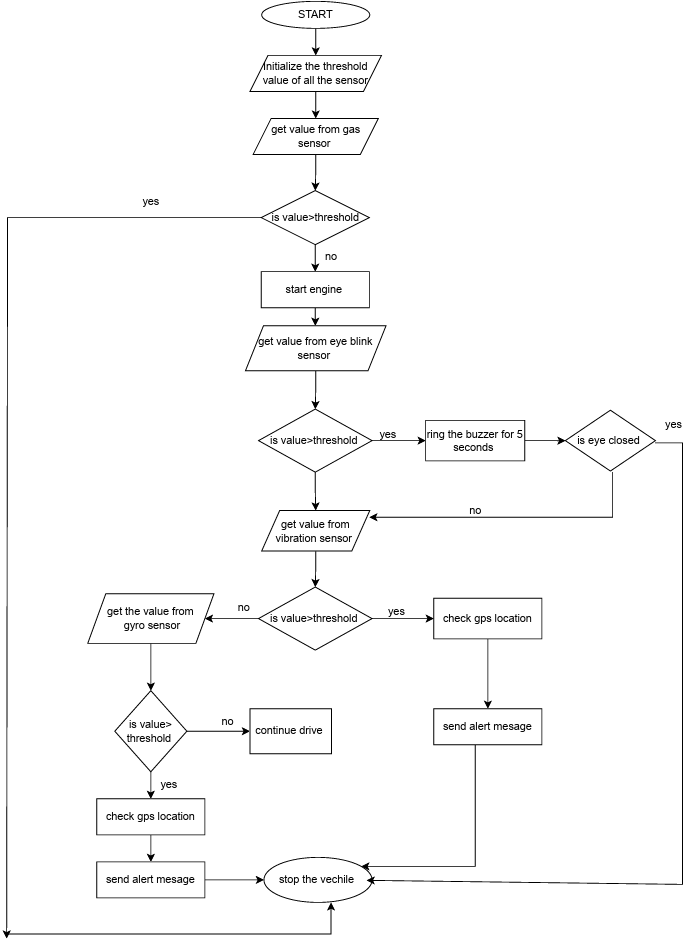 START
Initialize the threshold
value of all the sensor
get value from gas
sensor
yes
is value>threshold
no
start engine
get value from eye blink
sensor
is value>threshold
yes
ring the buzzer for 5
seconds
is eye closed
yes
no
get value from
vibration sensor
get the value from
gyro sensor
no
is value>threshold
yes
check gps location
is value>
threshold
no
continue drive
send alert mesage
yes
check gps location
send alert mesage
stop the vechile